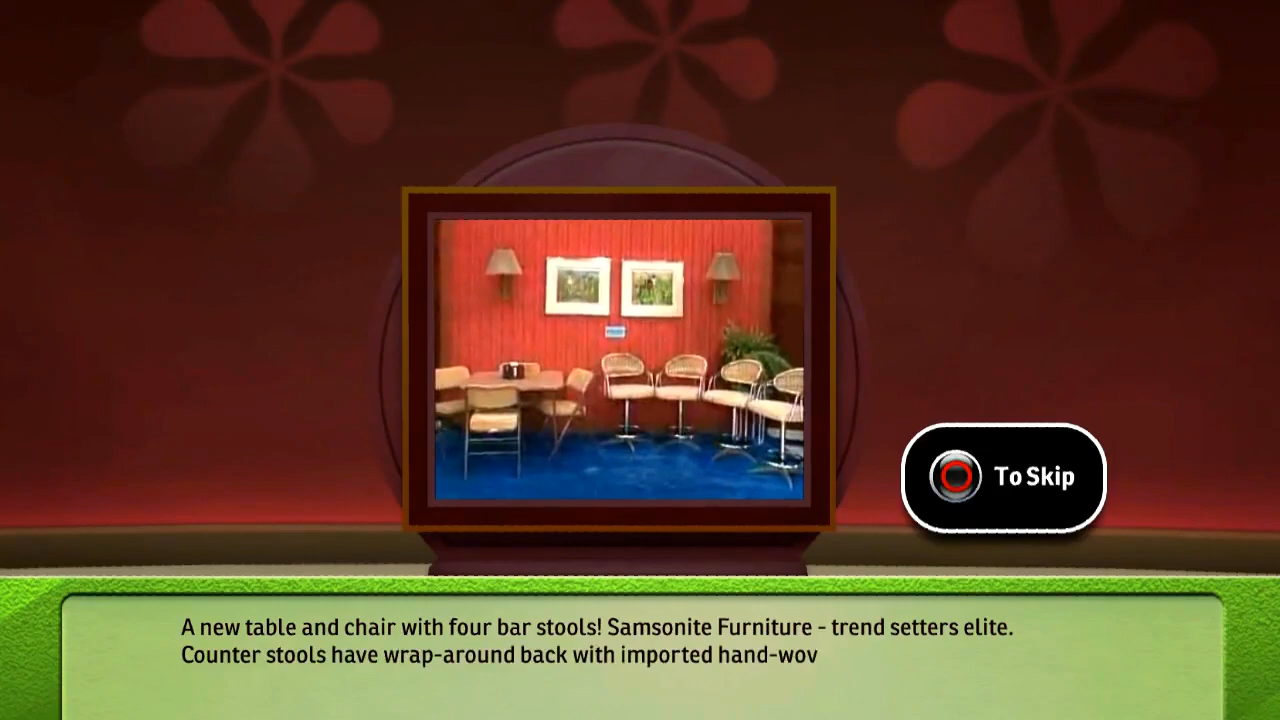 To Skip
A new table and chair with four bar stools! Samsonite Furniture - trend setters elite.
Counter stools have wrap-around back with imported hand-wov